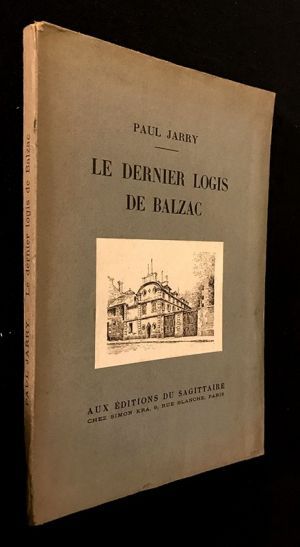 PAUL JARRY
LE DERNIER LOGIS
DE BALZAC
AUX ÉDITIONS DU SAGITTAIRE
CHEZ SIMON KRA, 6, RUE BLANCHE, PARIS
PAUL JARRY Le dernier logis de Balzac